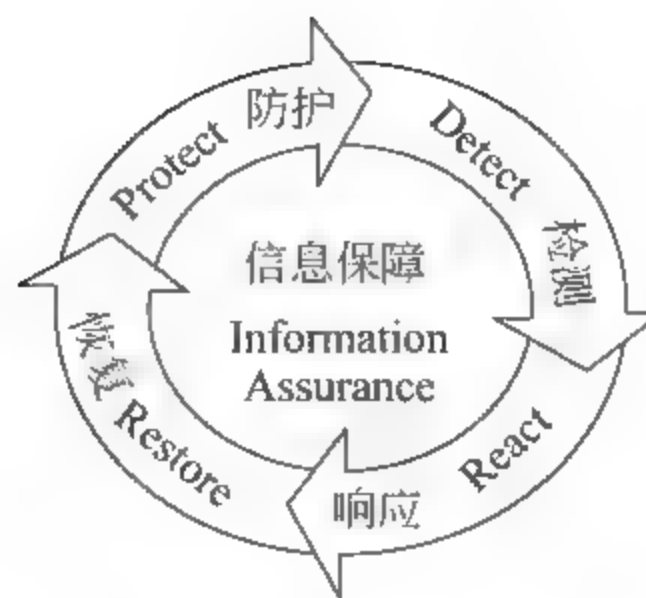 Protect 防护
Detect 检测
React 响应
恢复 Restore
信息保障
Information
Assurance